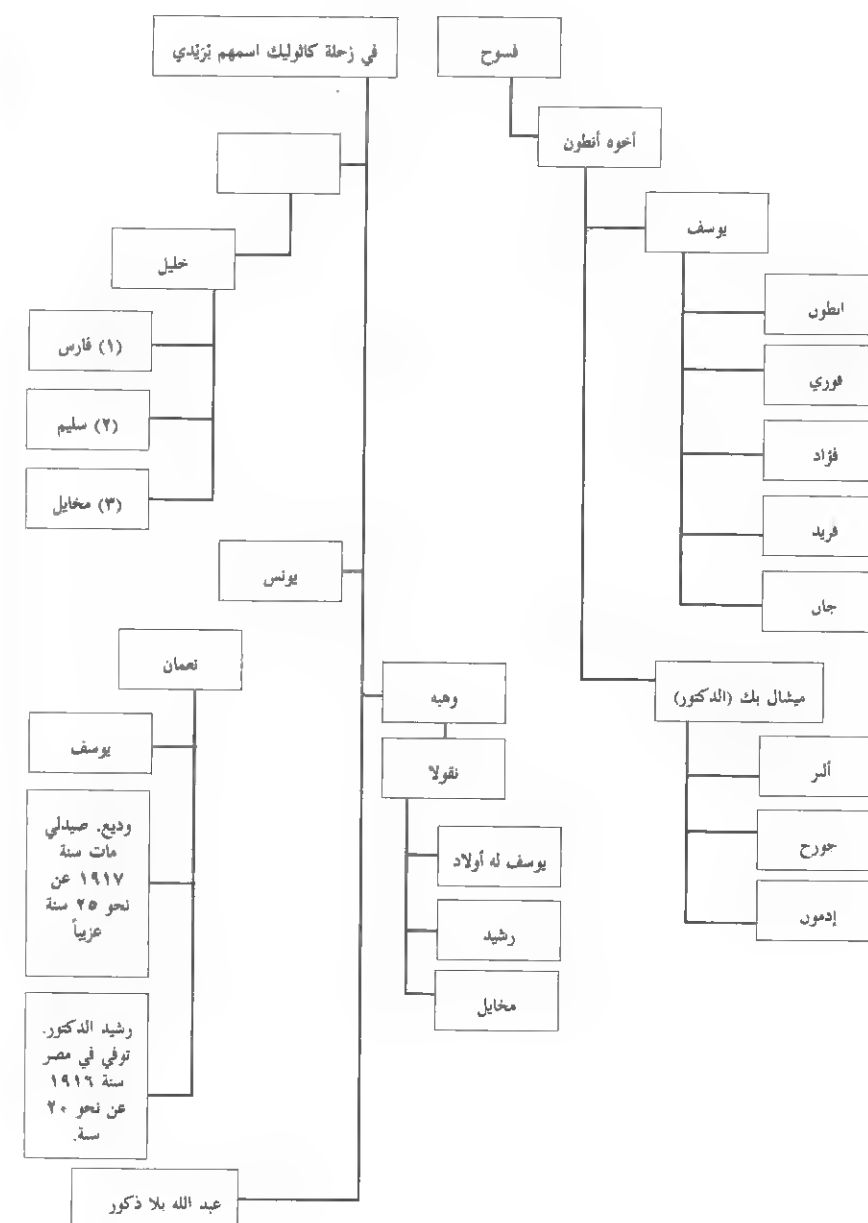 فسوح
أخوه أنطون
يوسف
انطون
فوزي
فؤاد
فريد
جان
ميشال بك (الدكتور)
ألبر
جورج
إدمون
في زحلة كاثوليك اسمهم بْرَيْدي
خليل
(١) فارس
(٢) سليم
(٣) مخايل
يونس
نعمان
يوسف
وديع. صيدلي
مات سنة
١٩١٧ عن
نحو ٢٥ سنة
عزيباً
رشيد الدكتور.
توفي في مصر
سنة ١٩١٦
عن نحو ٢٠
سنة.
وهبه
نقولا
يوسف له أولاد
رشيد
مخايل
عبد الله بلا ذكور